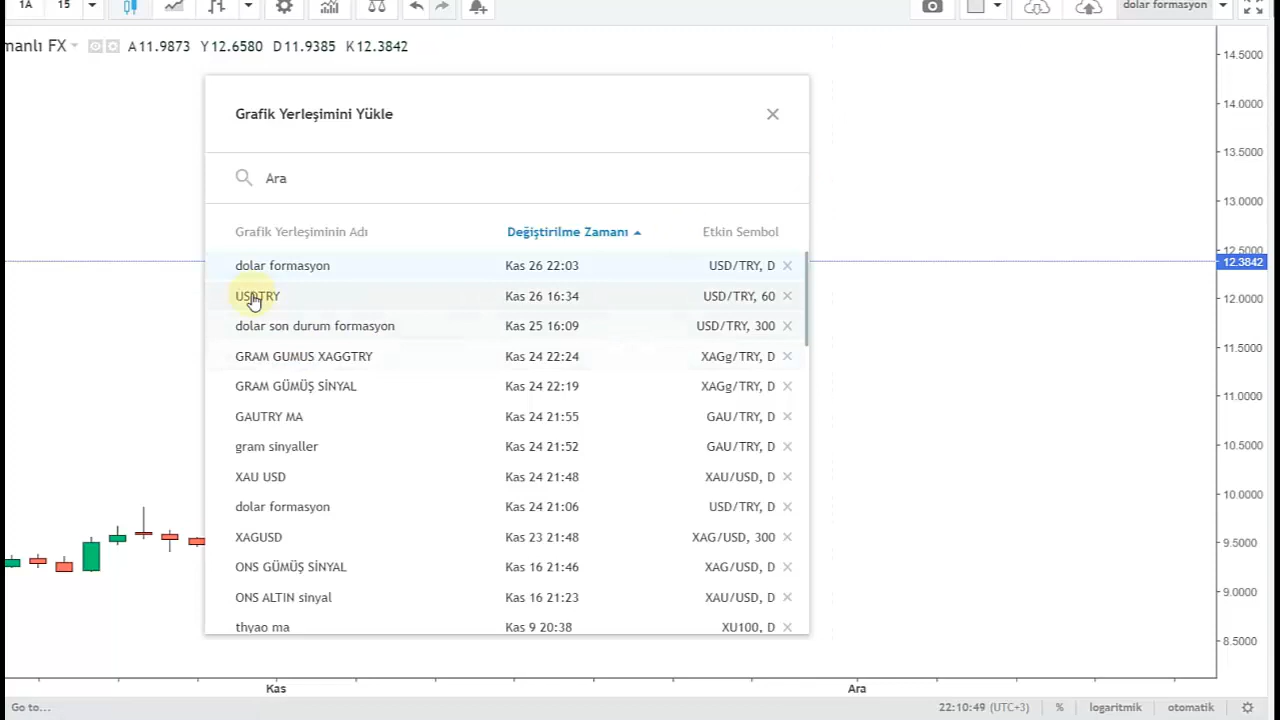 1A 15 dolar formasyon
manlı FX A11.9873 Y12.6580 D11.9385 K12.3842
Grafik Yerleşimini Yükle
Ara
Grafik Yerleşiminin Adı Değiştirilme Zamanı Etkin Sembol
dolar formasyon Kas 26 22:03 USD/TRY, D
USDTRY Kas 26 16:34 USD/TRY, 60
dolar son durum formasyon Kas 25 16:09 USD/TRY, 300
GRAM GUMUS XAGGTRY Kas 24 22:24 XAGg/TRY, D
GRAM GÜMÜŞ SİNYAL Kas 24 22:19 XAGg/TRY, D
GAUTRY MA Kas 24 21:55 GAU/TRY, D
gram sinyaller Kas 24 21:52 GAU/TRY, D
XAU USD Kas 24 21:48 XAU/USD, D
dolar formasyon Kas 24 21:06 USD/TRY, D
XAGUSD Kas 23 21:48 XAG/USD, 300
ONS GÜMÜŞ SİNYAL Kas 16 21:46 XAG/USD, D
ONS ALTIN sinyal Kas 16 21:23 XAU/USD, D
thyao ma Kas 9 20:38 XU100, D
14.5000
14.0000
13.5000
13.0000
12.5000
12.3842
12.0000
11.5000
11.0000
10.5000
10.0000
9.5000
9.0000
8.5000
Kas Ara
Go to... 22:10:49 (UTC+3) % logaritmik otomatik